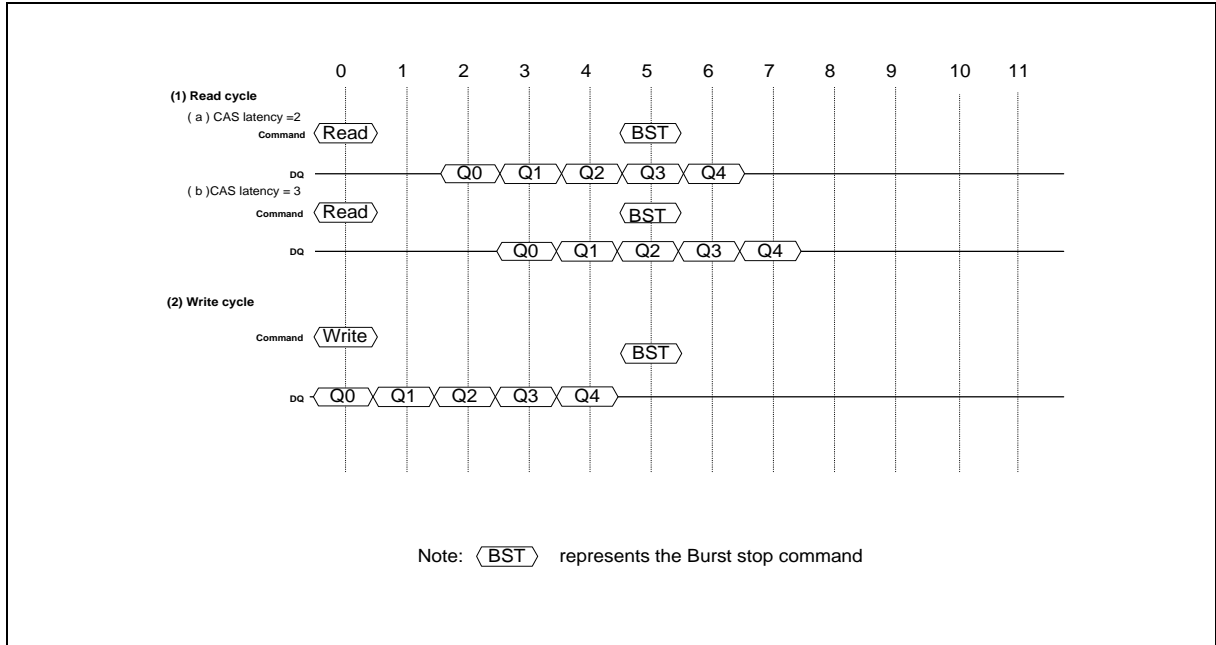 0 1 2 3 4 5 6 7 8 9 10 11
(1) Read cycle
( a ) CAS latency =2
Command Read BST
DQ Q0 Q1 Q2 Q3 Q4
( b )CAS latency = 3
Command Read BST
DQ Q0 Q1 Q2 Q3 Q4
(2) Write cycle
Command Write BST
DQ Q0 Q1 Q2 Q3 Q4
Note: BST represents the Burst stop command